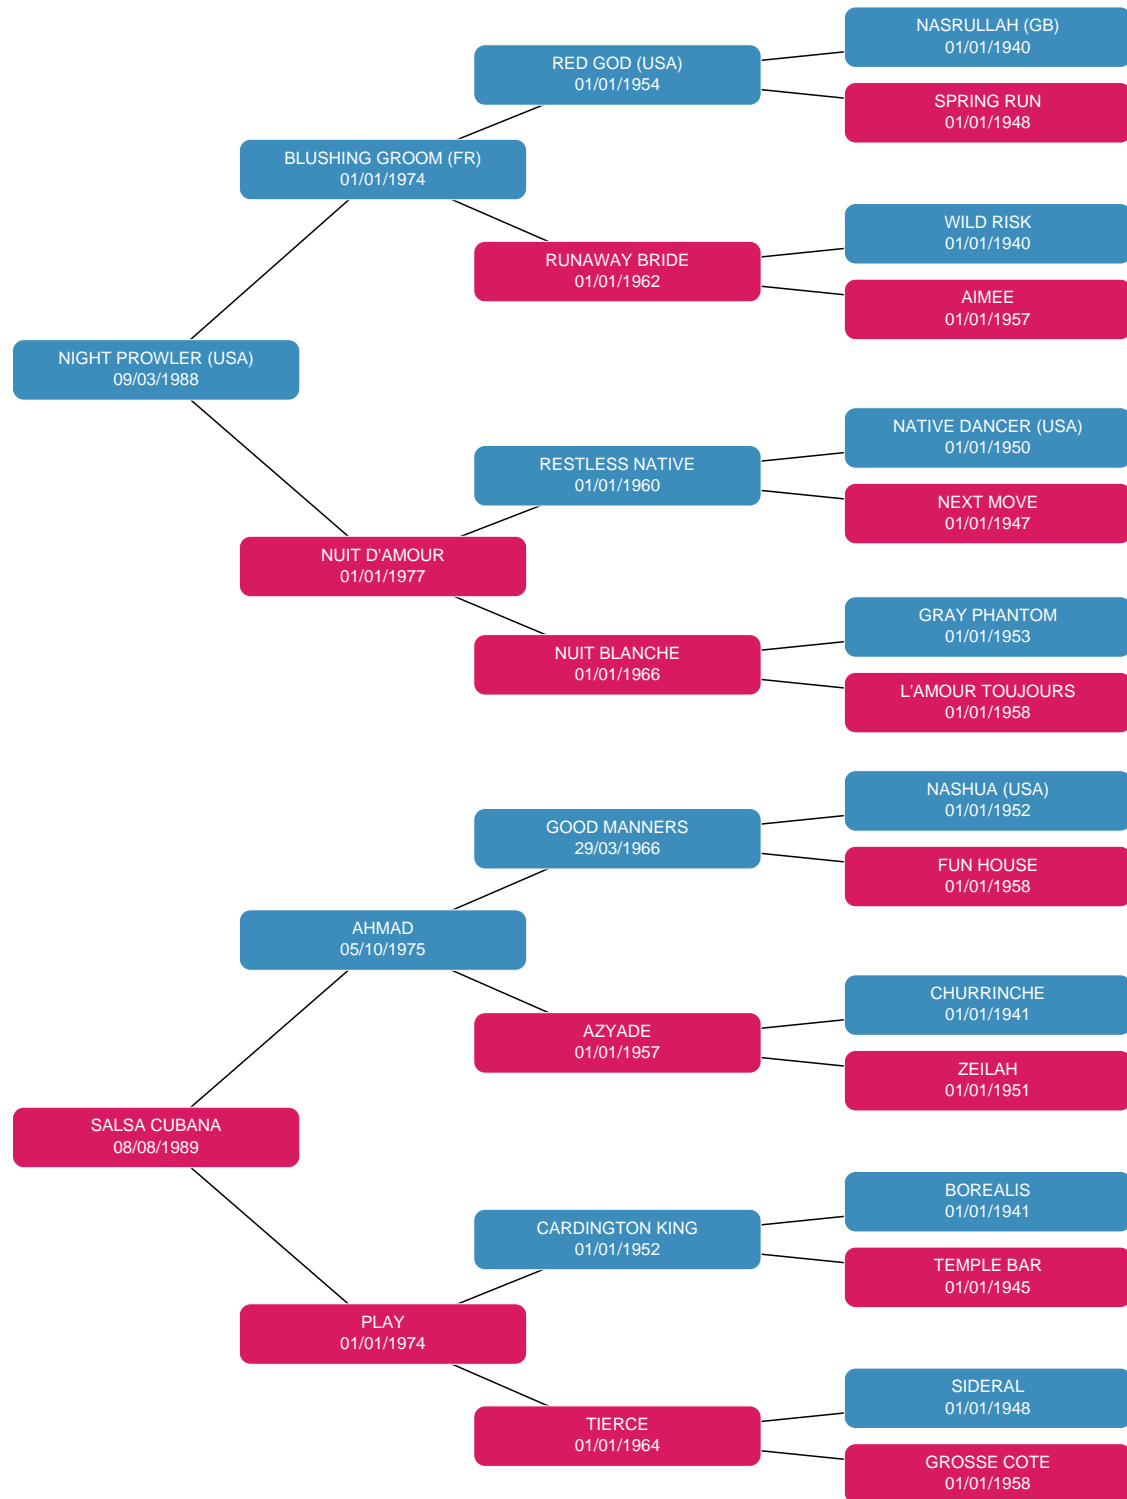 NASRULLAH (GB)
01/01/1940
RED GOD (USA)
01/01/1954
SPRING RUN
01/01/1948
BLUSHING GROOM (FR)
01/01/1974
WILD RISK
01/01/1940
RUNAWAY BRIDE
01/01/1962
AIMEE
01/01/1957
NIGHT PROWLER (USA)
09/03/1988
NATIVE DANCER (USA)
01/01/1950
RESTLESS NATIVE
01/01/1960
NEXT MOVE
01/01/1947
NUIT D'AMOUR
01/01/1977
GRAY PHANTOM
01/01/1953
NUIT BLANCHE
01/01/1966
L'AMOUR TOUJOURS
01/01/1958
NASHUA (USA)
01/01/1952
GOOD MANNERS
29/03/1966
FUN HOUSE
01/01/1958
AHMAD
05/10/1975
CHURRINCHE
01/01/1941
AZYADE
01/01/1957
ZEILAH
01/01/1951
SALSA CUBANA
08/08/1989
BOREALIS
01/01/1941
CARDINGTON KING
01/01/1952
TEMPLE BAR
01/01/1945
PLAY
01/01/1974
SIDERAL
01/01/1948
TIERCE
01/01/1964
GROSSE COTE
01/01/1958